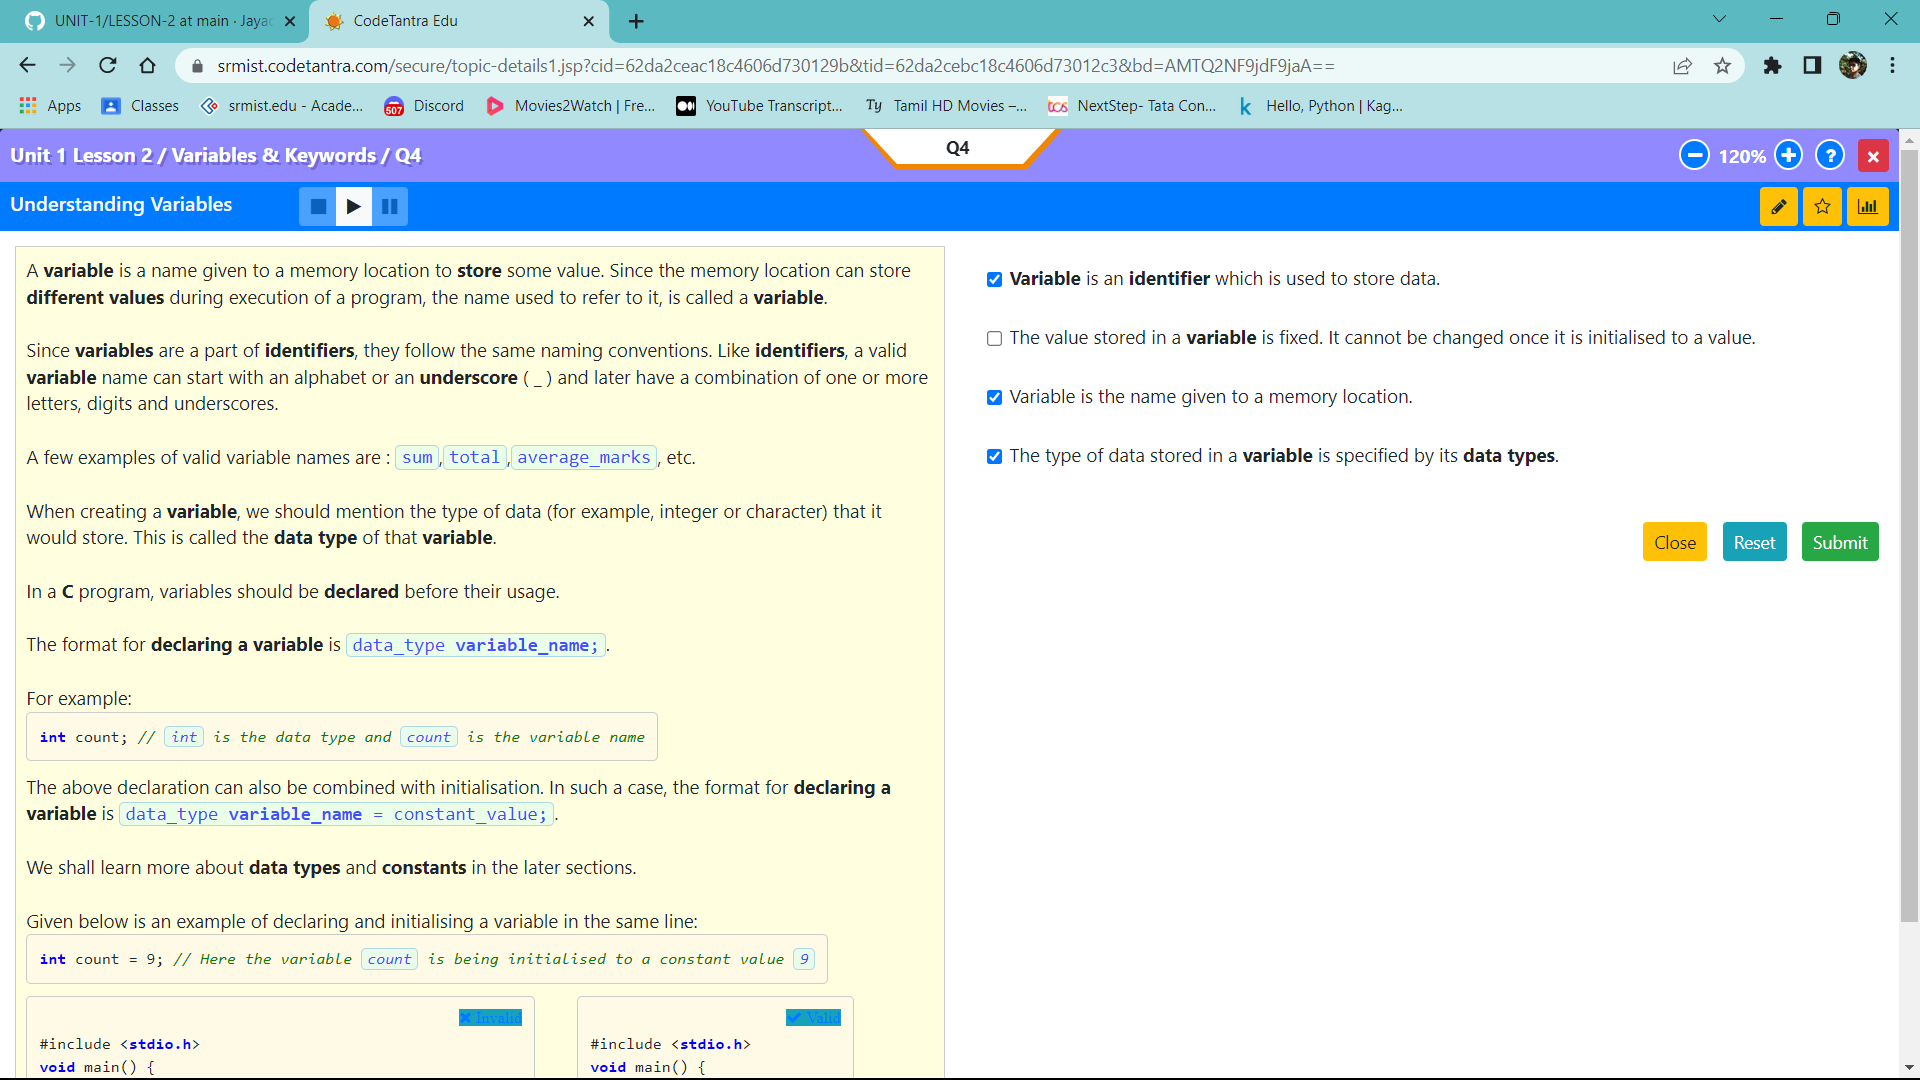 UNIT-1/LESSON-2 at main · Jayac
CodeTantra Edu
srmist.codetantra.com/secure/topic-details1.jsp?cid=62da2ceac18c4606d730129b&tid=62da2cebc18c4606d73012c3&bd=AMTQ2NF9jdF9jaA==
Apps
Classes
srmist.edu - Acade...
507
Discord
Movies2Watch | Fre...
YouTube Transcript...
Ty
Tamil HD Movies –...
tcs
NextStep- Tata Con...
k
Hello, Python | Kag...
Unit 1 Lesson 2 / Variables & Keywords / Q4
Q4
120%
?
Understanding Variables
A variable is a name given to a memory location to store some value. Since the memory location can store
different values during execution of a program, the name used to refer to it, is called a variable.
Since variables are a part of identifiers, they follow the same naming conventions. Like identifiers, a valid
variable name can start with an alphabet or an underscore ( _ ) and later have a combination of one or more
letters, digits and underscores.
A few examples of valid variable names are : sum, total, average_marks, etc.
When creating a variable, we should mention the type of data (for example, integer or character) that it
would store. This is called the data type of that variable.
In a C program, variables should be declared before their usage.
The format for declaring a variable is data_type variable_name;.
For example:
int count; // int is the data type and count is the variable name
The above declaration can also be combined with initialisation. In such a case, the format for declaring a
variable is data_type variable_name = constant_value;.
We shall learn more about data types and constants in the later sections.
Given below is an example of declaring and initialising a variable in the same line:
int count = 9; // Here the variable count is being initialised to a constant value 9
Invalid
#include <stdio.h>
void main() {
Valid
#include <stdio.h>
void main() {
Variable is an identifier which is used to store data.
The value stored in a variable is fixed. It cannot be changed once it is initialised to a value.
Variable is the name given to a memory location.
The type of data stored in a variable is specified by its data types.
Close
Reset
Submit